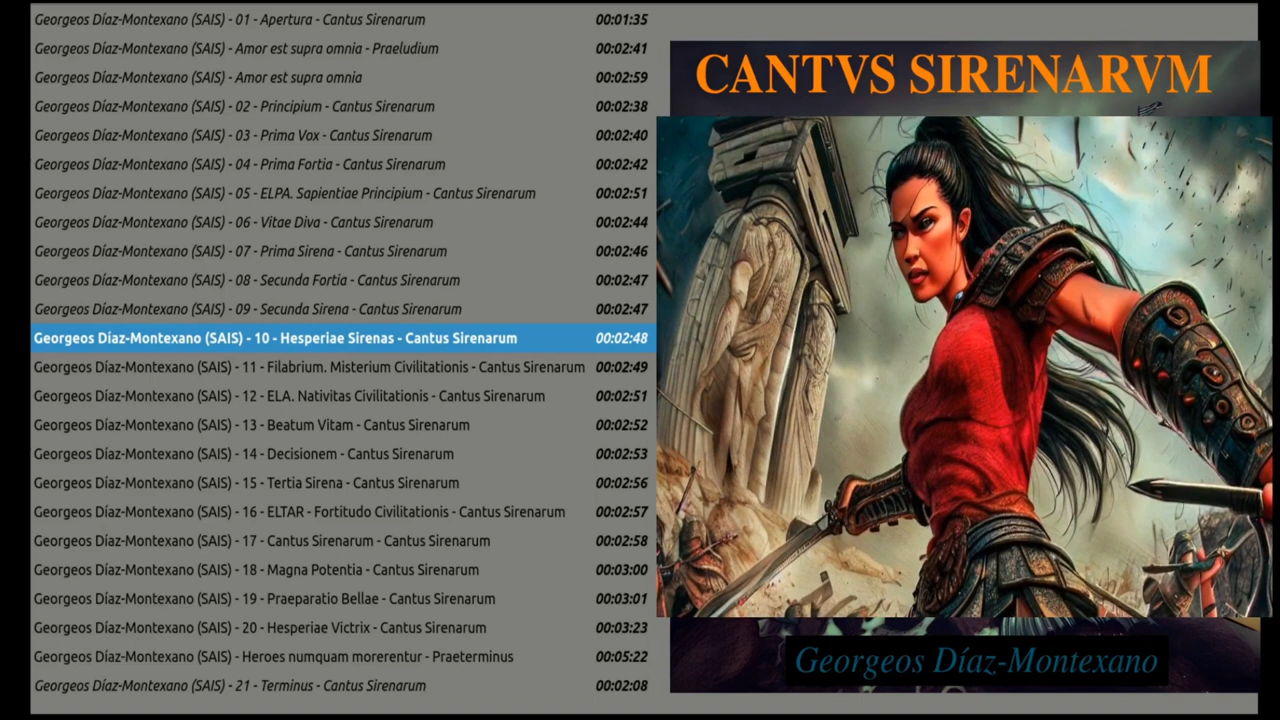 Georgeos Díaz-Montexano (SAIS) - 01 - Apertura - Cantus Sirenarum 00:01:35
Georgeos Díaz-Montexano (SAIS) - Amor est supra omnia - Praeludium 00:02:41
Georgeos Díaz-Montexano (SAIS) - Amor est supra omnia 00:02:59
Georgeos Díaz-Montexano (SAIS) - 02 - Principium - Cantus Sirenarum 00:02:38
Georgeos Díaz-Montexano (SAIS) - 03 - Prima Vox - Cantus Sirenarum 00:02:40
Georgeos Díaz-Montexano (SAIS) - 04 - Prima Fortia - Cantus Sirenarum 00:02:42
Georgeos Díaz-Montexano (SAIS) - 05 - ELPA. Sapientiae Principium - Cantus Sirenarum 00:02:51
Georgeos Díaz-Montexano (SAIS) - 06 - Vitae Diva - Cantus Sirenarum 00:02:44
Georgeos Díaz-Montexano (SAIS) - 07 - Prima Sirena - Cantus Sirenarum 00:02:46
Georgeos Díaz-Montexano (SAIS) - 08 - Secunda Fortia - Cantus Sirenarum 00:02:47
Georgeos Díaz-Montexano (SAIS) - 09 - Secunda Sirena - Cantus Sirenarum 00:02:47
Georgeos Díaz-Montexano (SAIS) - 10 - Hesperiae Sirenas - Cantus Sirenarum 00:02:48
Georgeos Díaz-Montexano (SAIS) - 11 - Filabrium. Misterium Civilitationis - Cantus Sirenarum 00:02:49
Georgeos Díaz-Montexano (SAIS) - 12 - ELA. Nativitas Civilitationis - Cantus Sirenarum 00:02:51
Georgeos Díaz-Montexano (SAIS) - 13 - Beatum Vitam - Cantus Sirenarum 00:02:52
Georgeos Díaz-Montexano (SAIS) - 14 - Decisionem - Cantus Sirenarum 00:02:53
Georgeos Díaz-Montexano (SAIS) - 15 - Tertia Sirena - Cantus Sirenarum 00:02:56
Georgeos Díaz-Montexano (SAIS) - 16 - ELTAR - Fortitudo Civilitationis - Cantus Sirenarum 00:02:57
Georgeos Díaz-Montexano (SAIS) - 17 - Cantus Sirenarum - Cantus Sirenarum 00:02:58
Georgeos Díaz-Montexano (SAIS) - 18 - Magna Potentia - Cantus Sirenarum 00:03:00
Georgeos Díaz-Montexano (SAIS) - 19 - Praeparatio Bellae - Cantus Sirenarum 00:03:01
Georgeos Díaz-Montexano (SAIS) - 20 - Hesperiae Victrix - Cantus Sirenarum 00:03:23
Georgeos Díaz-Montexano (SAIS) - Heroes numquam morerentur - Praeterminus 00:05:22
Georgeos Díaz-Montexano (SAIS) - 21 - Terminus - Cantus Sirenarum 00:02:08
CANTVS SIRENARVM
Georgeos Díaz-Montexano